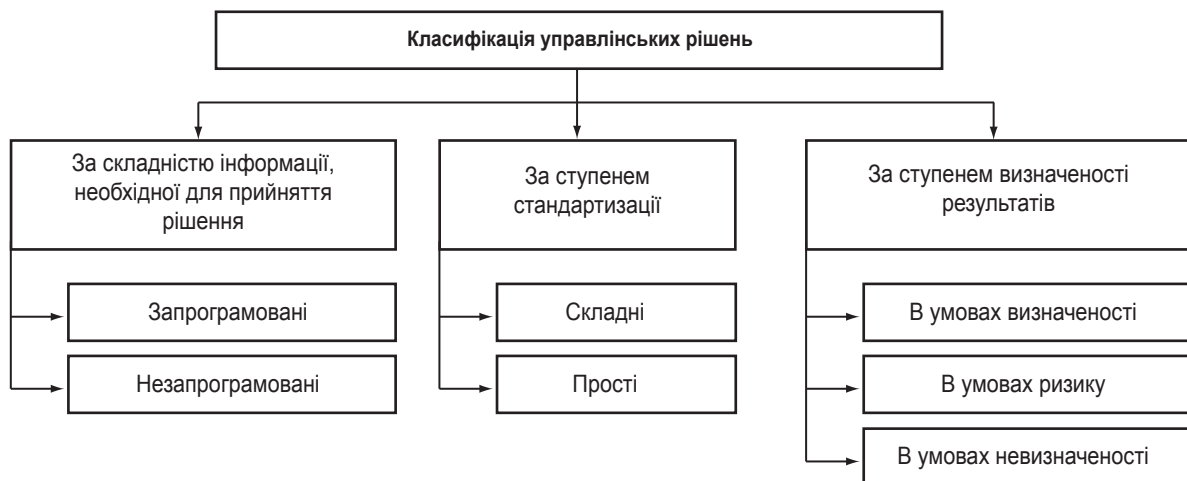 Класифікація управлінських рішень
За складністю інформації,
необхідної для прийняття
рішення
Запрограмовані
Незапрограмовані
За ступенем
стандартизації
Складні
Прості
За ступенем визначеності
результатів
В умовах визначеності
В умовах ризику
В умовах невизначеності